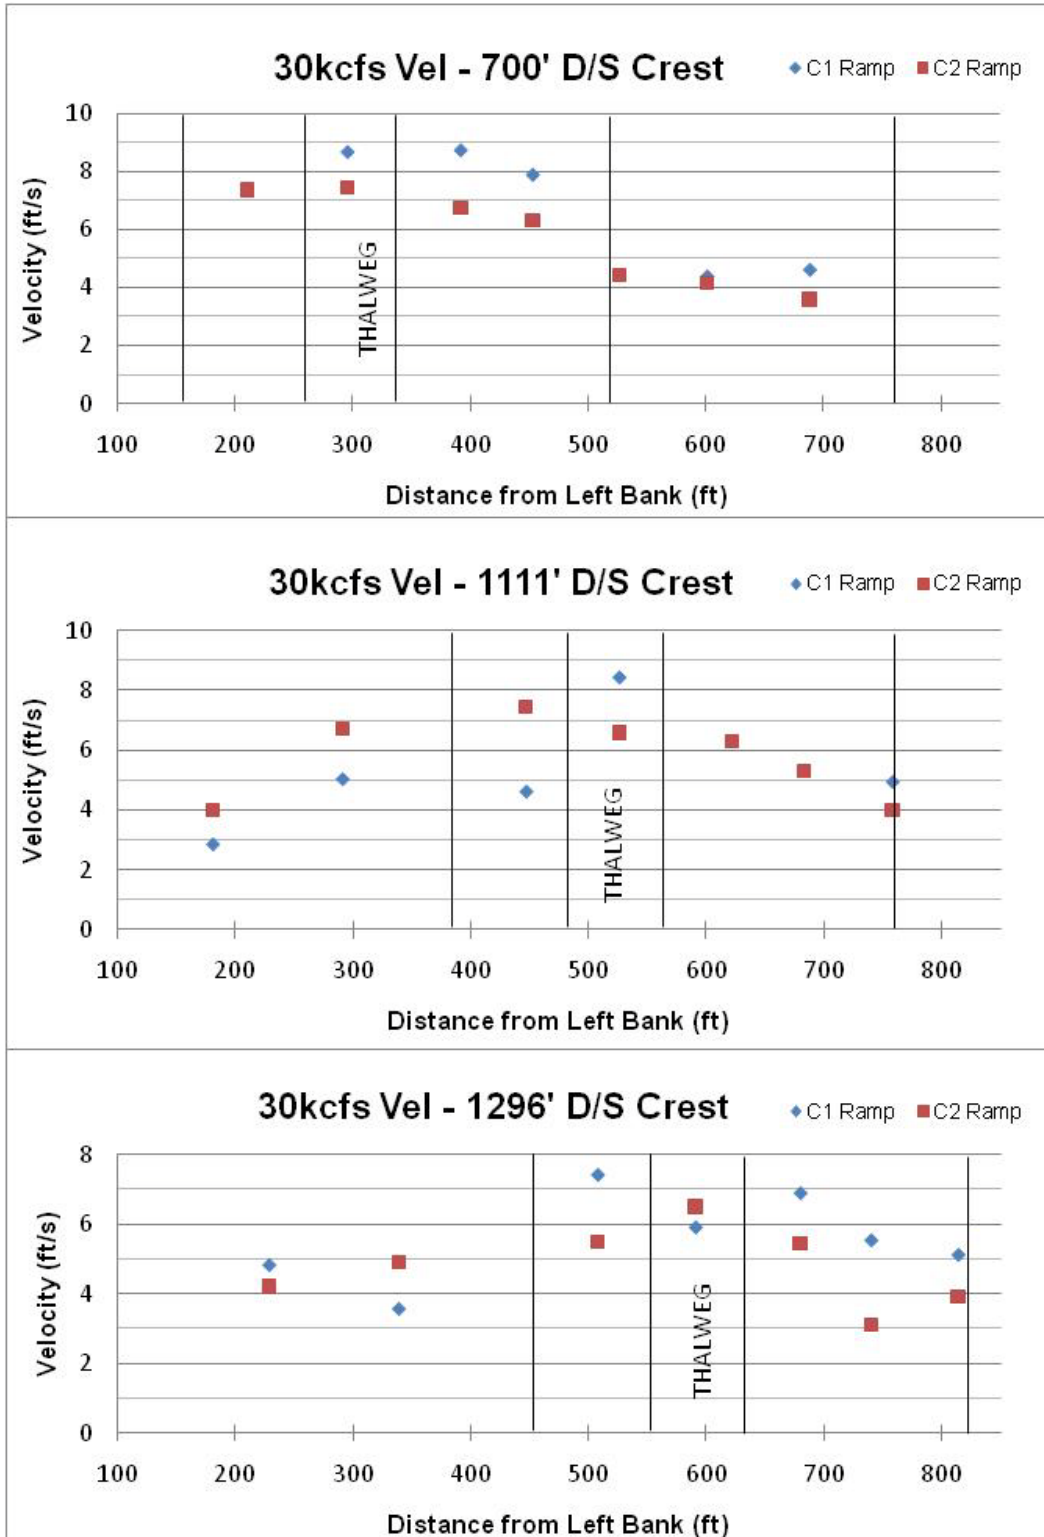 30kcfs Vel - 700' D/S Crest
C1 Ramp C2 Ramp
10
8
6
4
2
0
Velocity (ft/s)
THALWEG
100 200 300 400 500 600 700 800
Distance from Left Bank (ft)
30kcfs Vel - 1111' D/S Crest
C1 Ramp C2 Ramp
10
8
6
4
2
0
Velocity (ft/s)
THALWEG
100 200 300 400 500 600 700 800
Distance from Left Bank (ft)
30kcfs Vel - 1296' D/S Crest
C1 Ramp C2 Ramp
8
6
4
2
0
Velocity (ft/s)
THALWEG
100 200 300 400 500 600 700 800
Distance from Left Bank (ft)